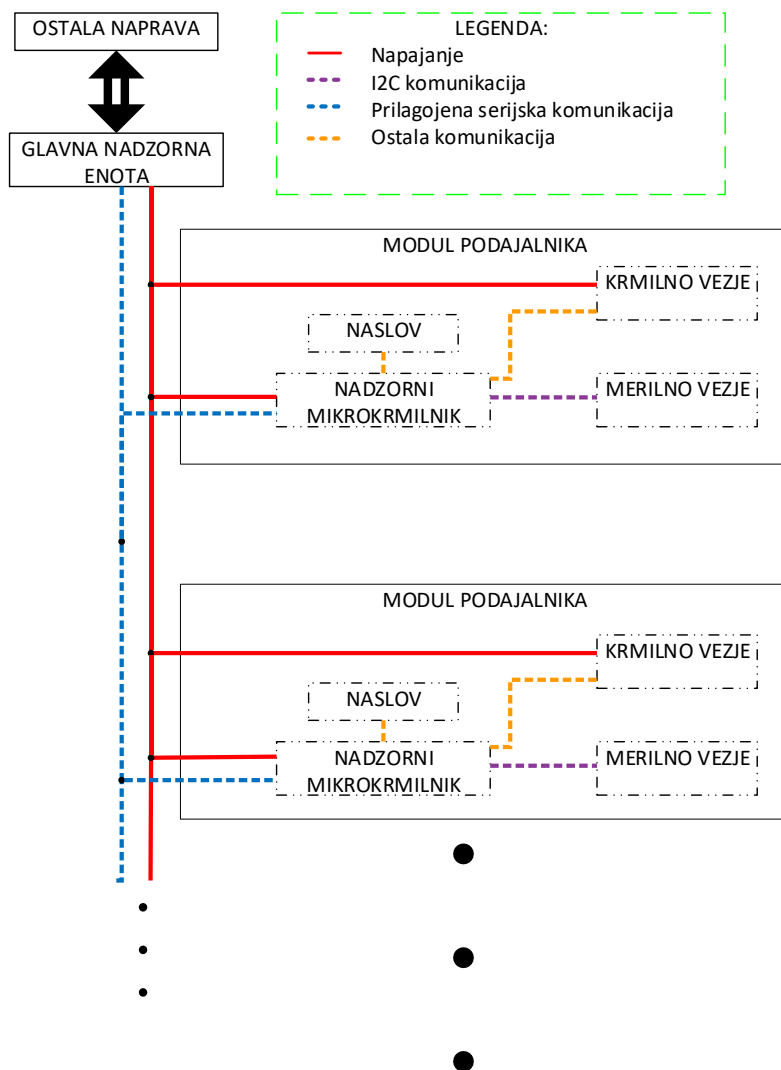 OSTALA NAPRAVA
LEGENDA:
Napajanje
I2C komunikacija
Prilagojena serijska komunikacija
Ostala komunikacija
GLAVNA NADZORNA
ENOTA
MODUL PODAJALNIKA
KRMILNO VEZJE
NASLOV
NADZORNI
MIKROKRMILNIK
MERILNO VEZJE
MODUL PODAJALNIKA
KRMILNO VEZJE
NASLOV
NADZORNI
MIKROKRMILNIK
MERILNO VEZJE